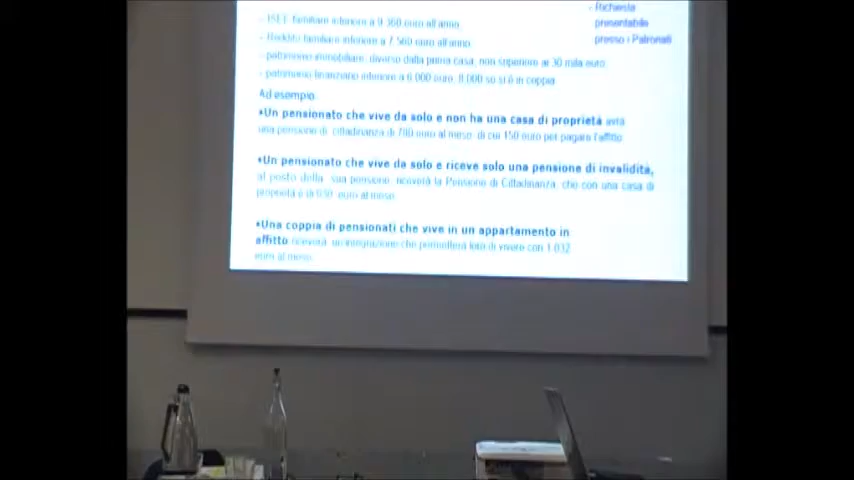 - ISEE familiare inferiore a 9.360 euro all'anno
- Reddito familiare inferiore a 7.560 euro all'anno
- patrimonio immobiliare, diverso dalla prima casa, non superiore ai 30 mila euro
- patrimonio finanziario inferiore a 6.000 euro, 8.000 so si è in coppia
- Richiesta
presentabile
presso i Patronati
Ad esempio
•Un pensionato che vive da solo e non ha una casa di proprietà avrà
una pensione di cittadinanza di 780 euro al mese, di cui 150 euro per pagare l'affitto
•Un pensionato che vive da solo e riceve solo una pensione di invalidità,
al posto della sua pensione, riceverà la Pensione di Cittadinanza, che con una casa di
proprietà è di 630 euro al mese
•Una coppia di pensionati che vive in un appartamento in
affitto riceverà un'integrazione che permetterà loro di vivere con 1.032
euro al mese.